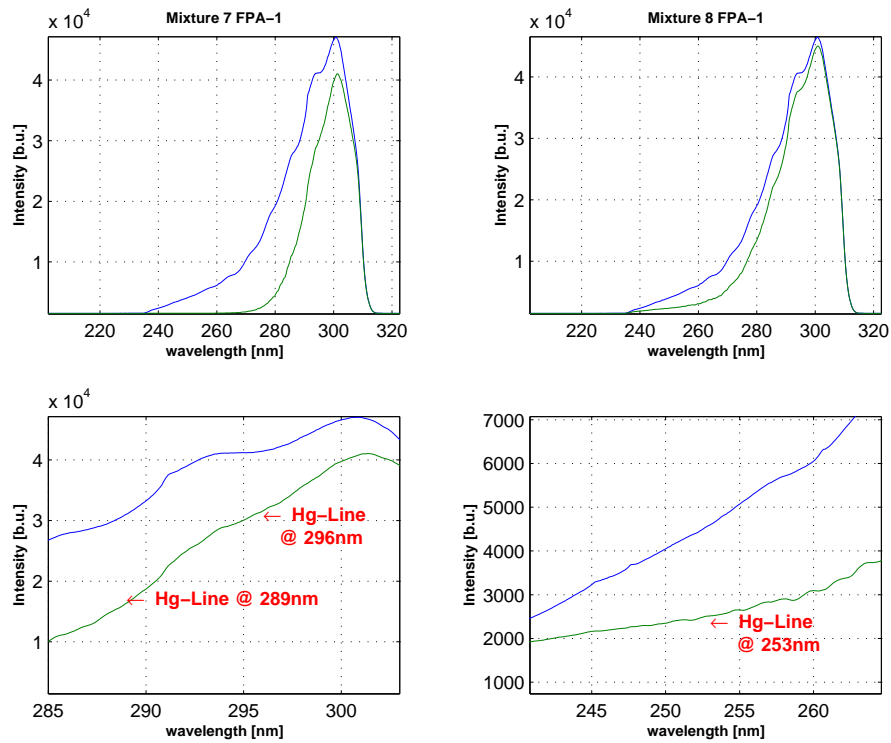 Mixture 7 FPA−1
x 10^4
4
3
2
1
Intensity [b.u.]
220 240 260 280 300 320
wavelength [nm]
Mixture 8 FPA−1
x 10^4
4
3
2
1
Intensity [b.u.]
220 240 260 280 300 320
wavelength [nm]
x 10^4
4
3
2
1
Intensity [b.u.]
← Hg−Line
@ 296nm
← Hg−Line @ 289nm
285 290 295 300
wavelength [nm]
7000
6000
5000
4000
3000
2000
1000
Intensity [b.u.]
← Hg−Line
@ 253nm
245 250 255 260
wavelength [nm]